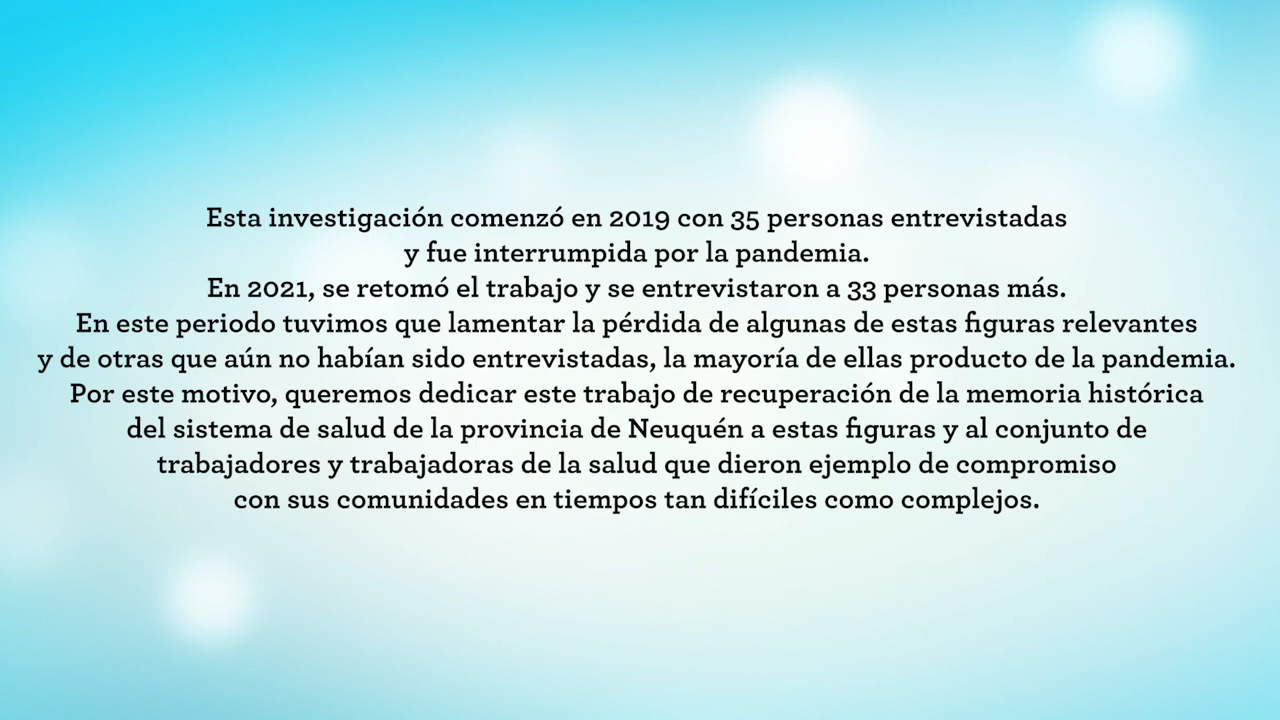 Esta investigación comenzó en 2019 con 35 personas entrevistadas
y fue interrumpida por la pandemia.
En 2021, se retomó el trabajo y se entrevistaron a 33 personas más.
En este periodo tuvimos que lamentar la pérdida de algunas de estas figuras relevantes
y de otras que aún no habían sido entrevistadas, la mayoría de ellas producto de la pandemia.
Por este motivo, queremos dedicar este trabajo de recuperación de la memoria histórica
del sistema de salud de la provincia de Neuquén a estas figuras y al conjunto de
trabajadores y trabajadoras de la salud que dieron ejemplo de compromiso
con sus comunidades en tiempos tan difíciles como complejos.